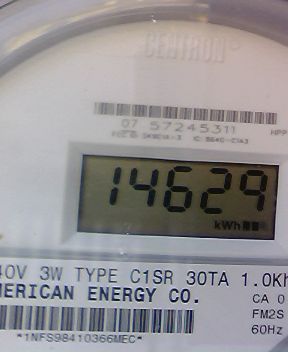 CENTRON®
07 57245311
14629
kWh
40V 3W TYPE C1SR 30TA 1.0Kh
MERICAN ENERGY CO.
CA 0
FM2S
60Hz
*1NFS98410366MEC*